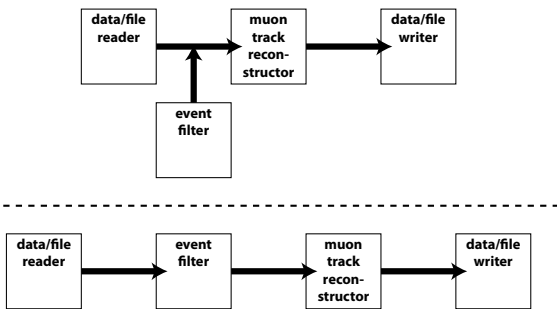 data/file
reader
muon
track
recon-
structor
data/file
writer
event
filter
data/file
reader
event
filter
muon
track
recon-
structor
data/file
writer